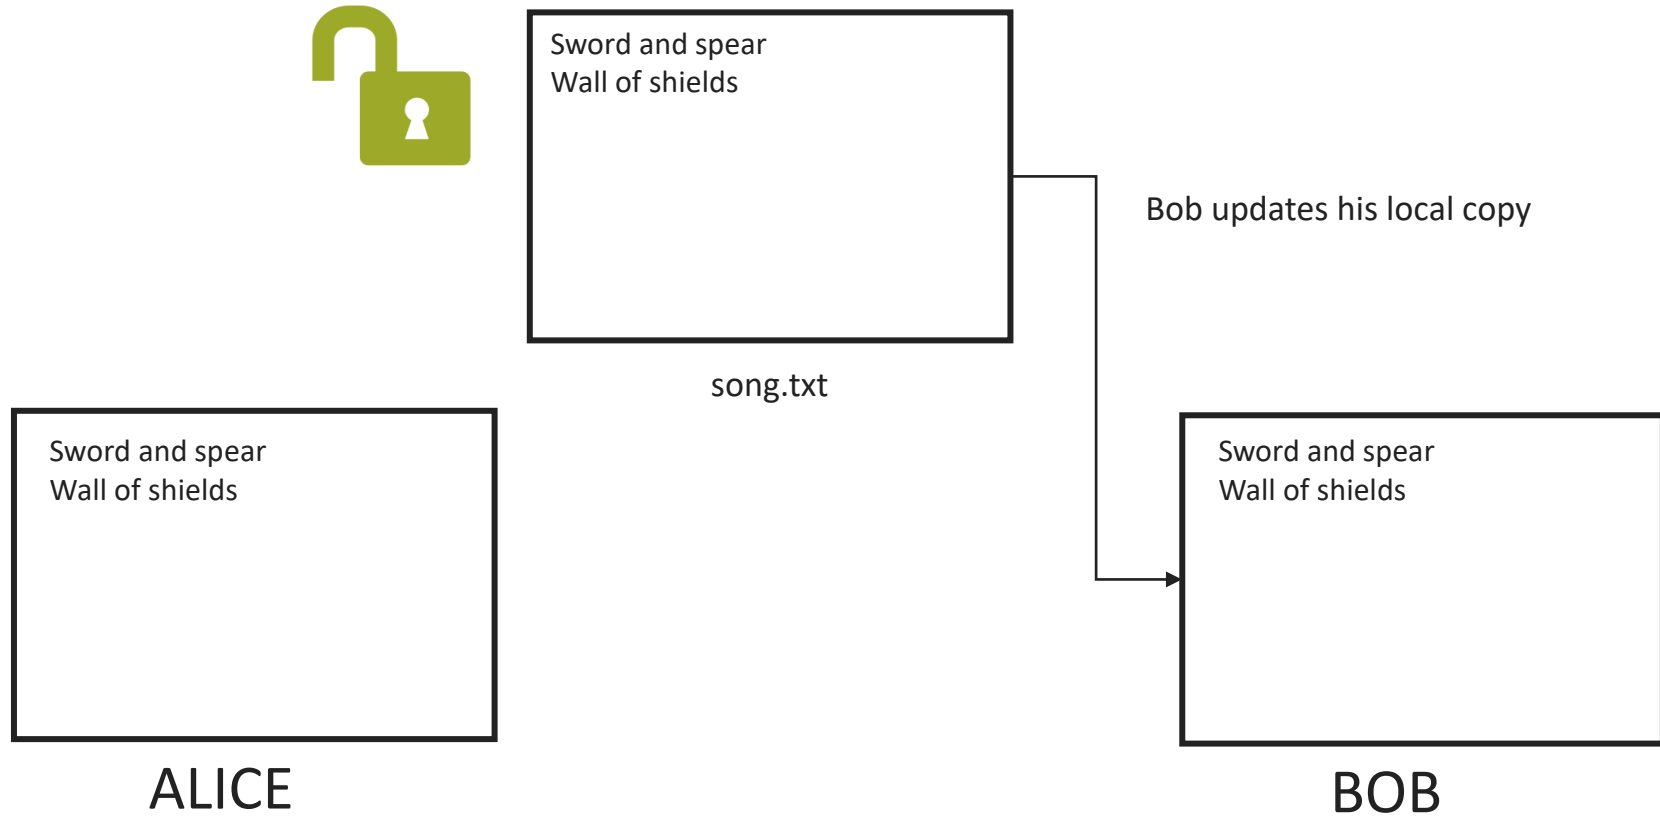 Sword and spear
Wall of shields
Bob updates his local copy
song.txt
Sword and spear
Wall of shields
ALICE
Sword and spear
Wall of shields
BOB